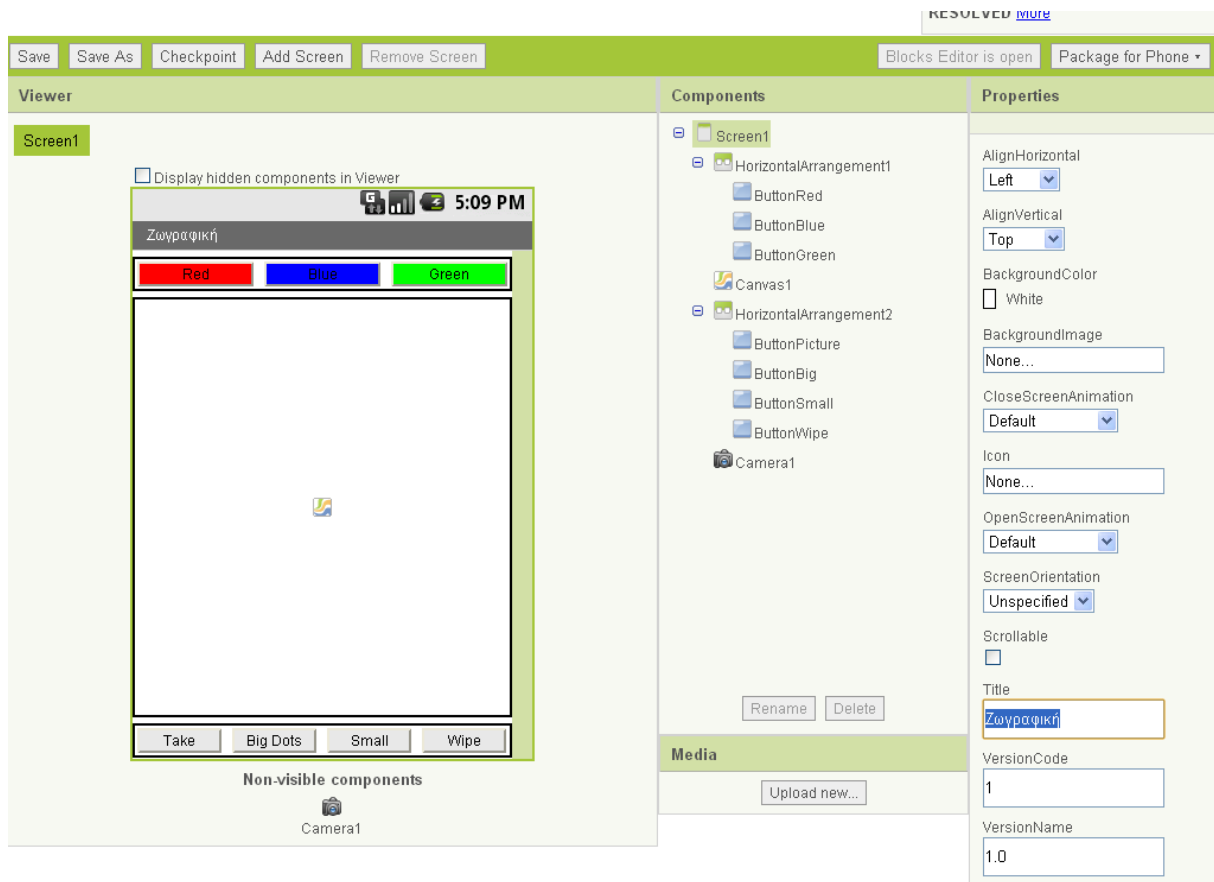 RESOLVED More
Save Save As Checkpoint Add Screen Remove Screen Blocks Editor is open Package for Phone
Viewer
Screen1
Display hidden components in Viewer
5:09 PM
Ζωγραφική
Red Blue Green
Take Big Dots Small Wipe
Non-visible components
Camera1
Components
Screen1
HorizontalArrangement1
ButtonRed
ButtonBlue
ButtonGreen
Canvas1
HorizontalArrangement2
ButtonPicture
ButtonBig
ButtonSmall
ButtonWipe
Camera1
Rename Delete
Media
Upload new...
Properties
AlignHorizontal
Left
AlignVertical
Top
BackgroundColor
White
BackgroundImage
None...
CloseScreenAnimation
Default
Icon
None...
OpenScreenAnimation
Default
ScreenOrientation
Unspecified
Scrollable
Title
Ζωγραφική
VersionCode
1
VersionName
1.0